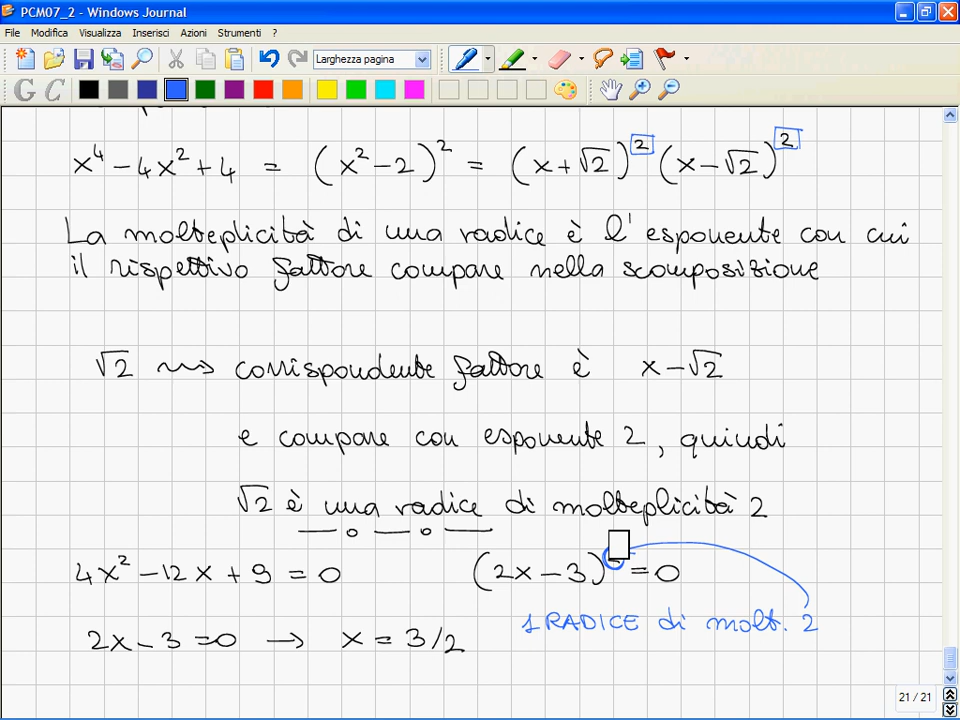 PCM07_2 - Windows Journal
File Modifica Visualizza Inserisci Azioni Strumenti ?
Larghezza pagina
G C
x⁴ - 4x² + 4 = (x² - 2)² = (x + √2)² (x - √2)²
La molteplicità di una radice è l'esponente con cui
il rispettivo fattore compare nella scomposizione
√2 ⟿ corrispondente fattore è x - √2
e compare con esponente 2, quindi
√2 è una radice di molteplicità 2
4x² - 12x + 9 = 0 (2x - 3) = 0
1 RADICE di molt. 2
2x - 3 = 0 → x = 3/2
21 / 21